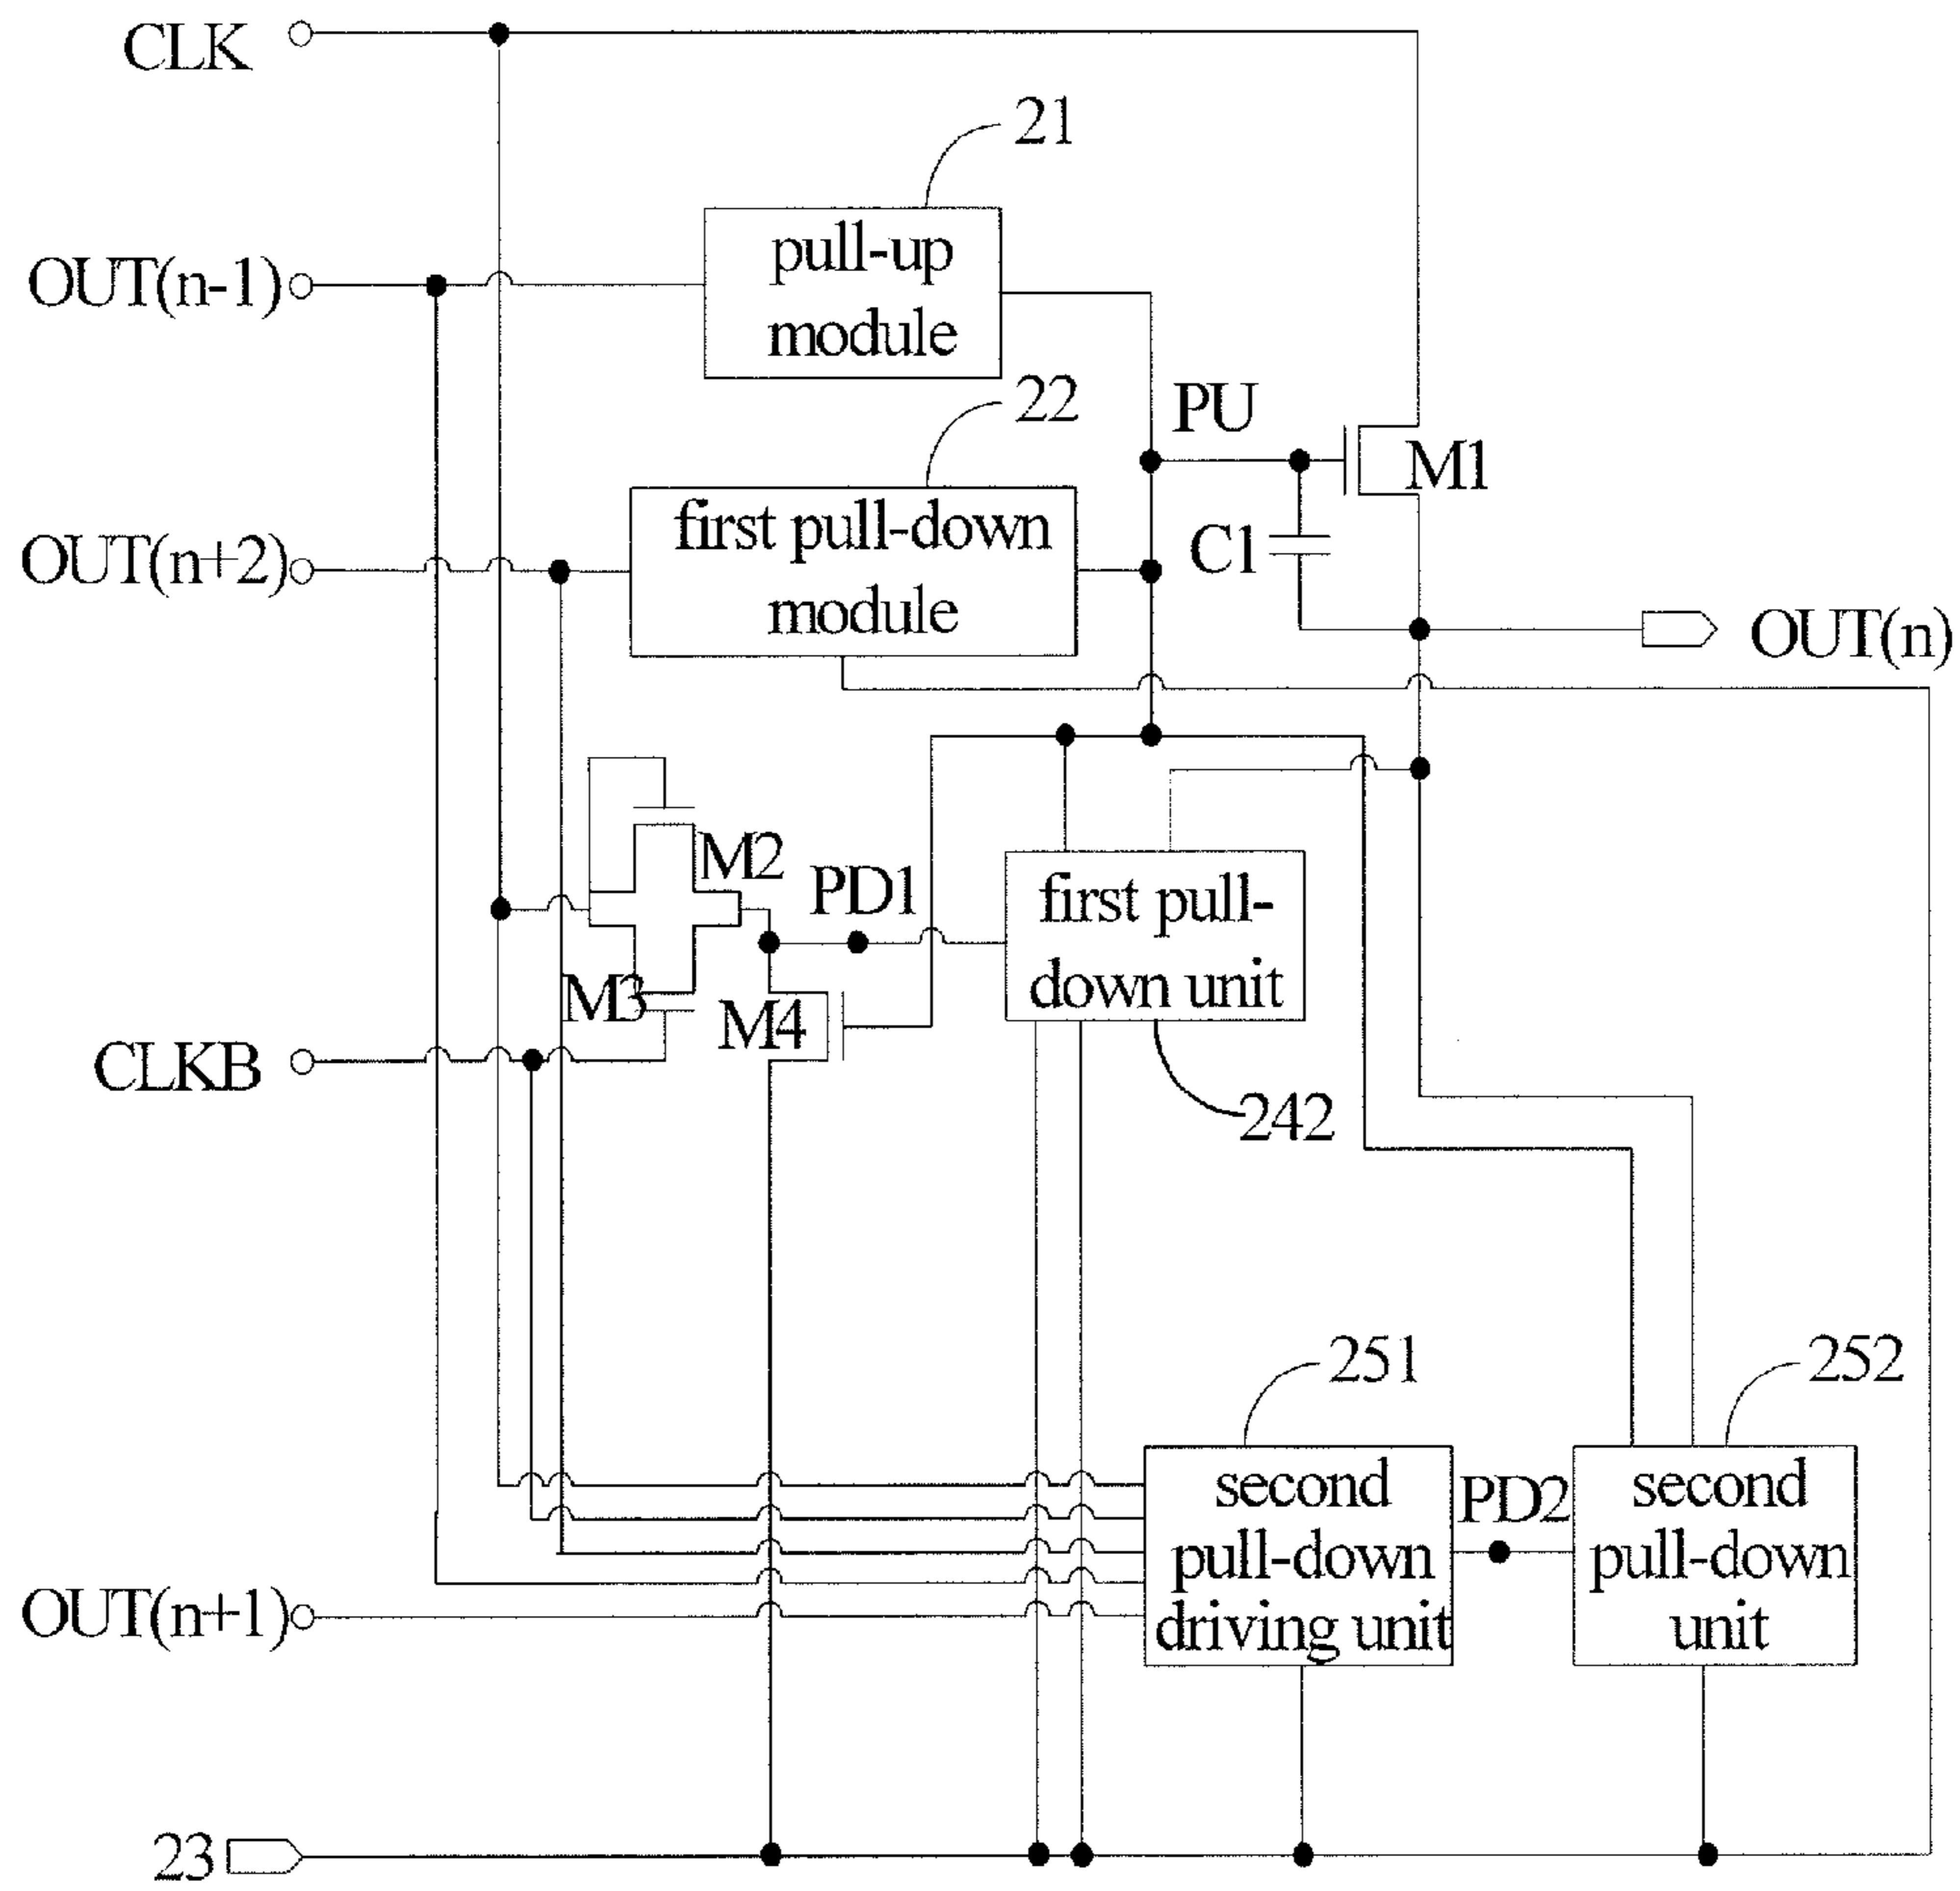 CLK
21
pull-up
module
OUT(n-1)
22
PU
M1
first pull-down
module
OUT(n+2)
C1
OUT(n)
M2
PD1
first pull-
down unit
M3
M4
CLKB
242
251
252
second
pull-down
driving unit
PD2
second
pull-down
unit
OUT(n+1)
23